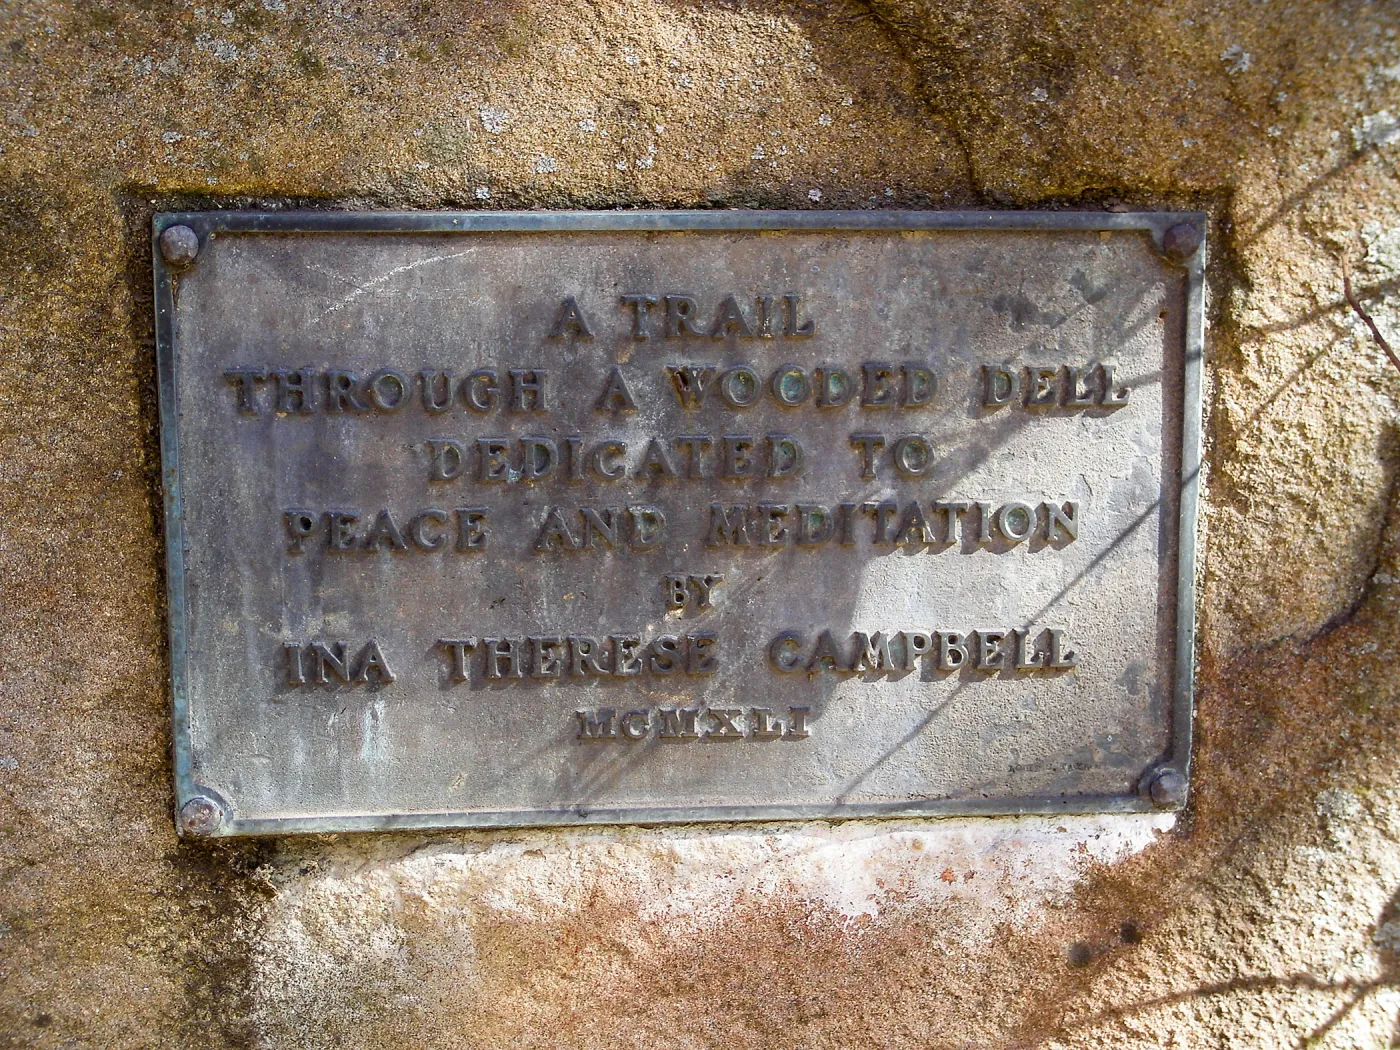 A TRAIL
THROUGH A WOODED DELL
DEDICATED TO
PEACE AND MEDITATION
BY
INA THERESE CAMPBELL
MCMXLI